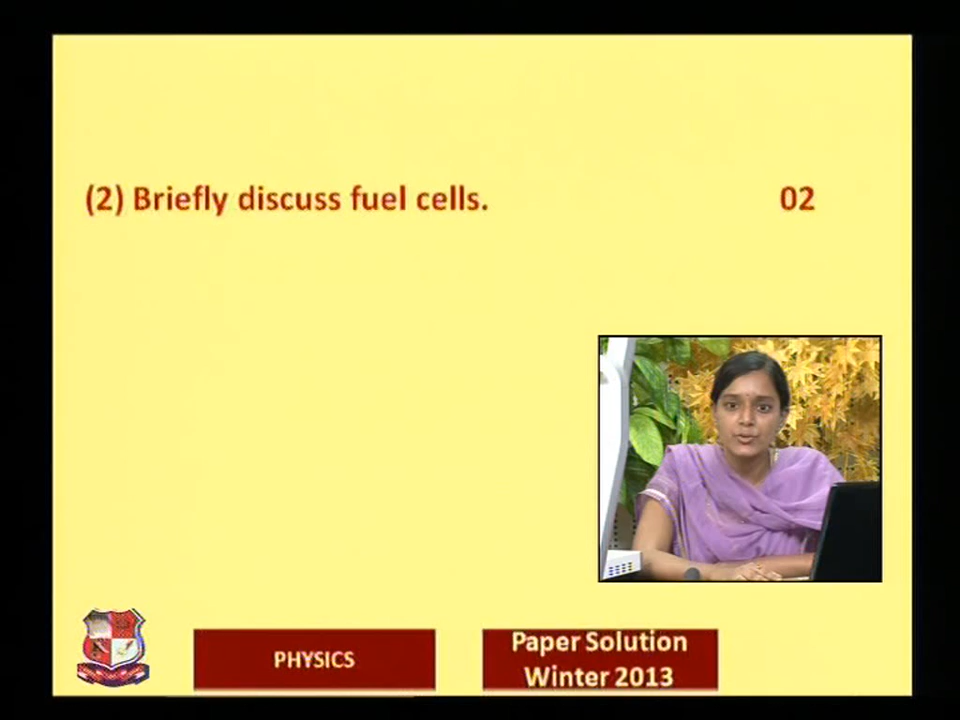 (2) Briefly discuss fuel cells. 02
PHYSICS
Paper Solution
Winter 2013